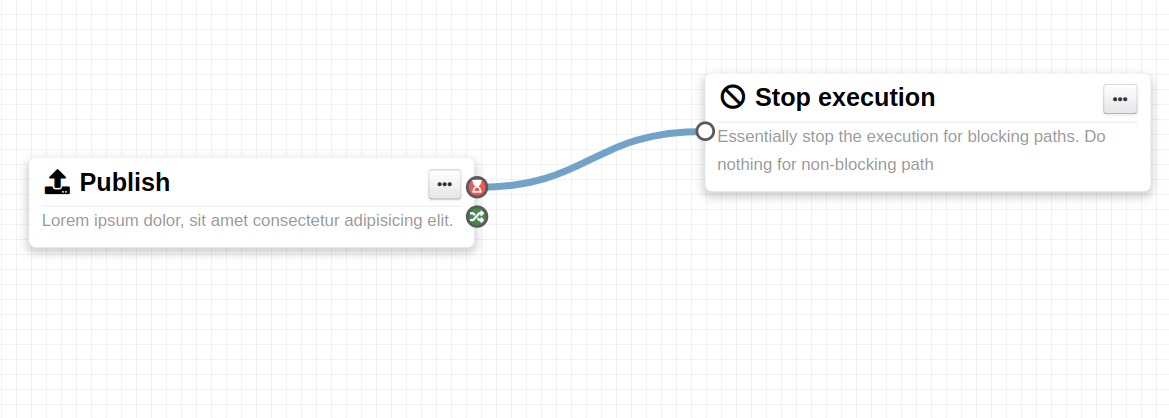 Stop execution
Essentially stop the execution for blocking paths. Do
nothing for non-blocking path
Publish
Lorem ipsum dolor, sit amet consectetur adipisicing elit.